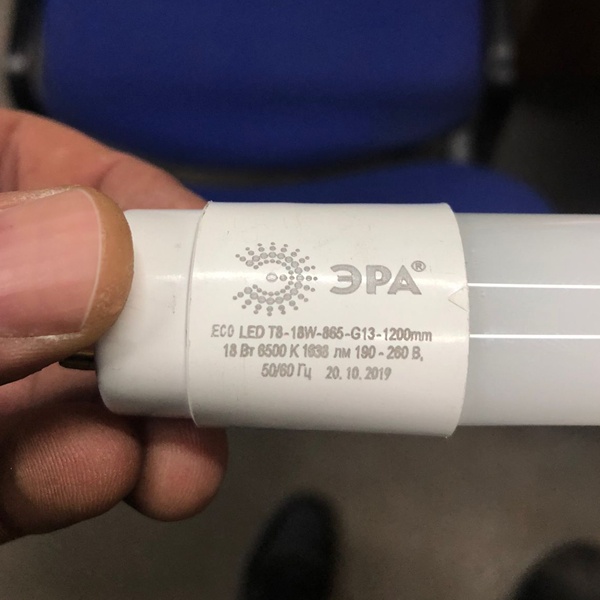 ЭРА®
ECO LED T8-18W-865-G13-1200mm
18 Вт 6500 К лм 180 - 260 В,
50/60 Гц 20. 10. 2019